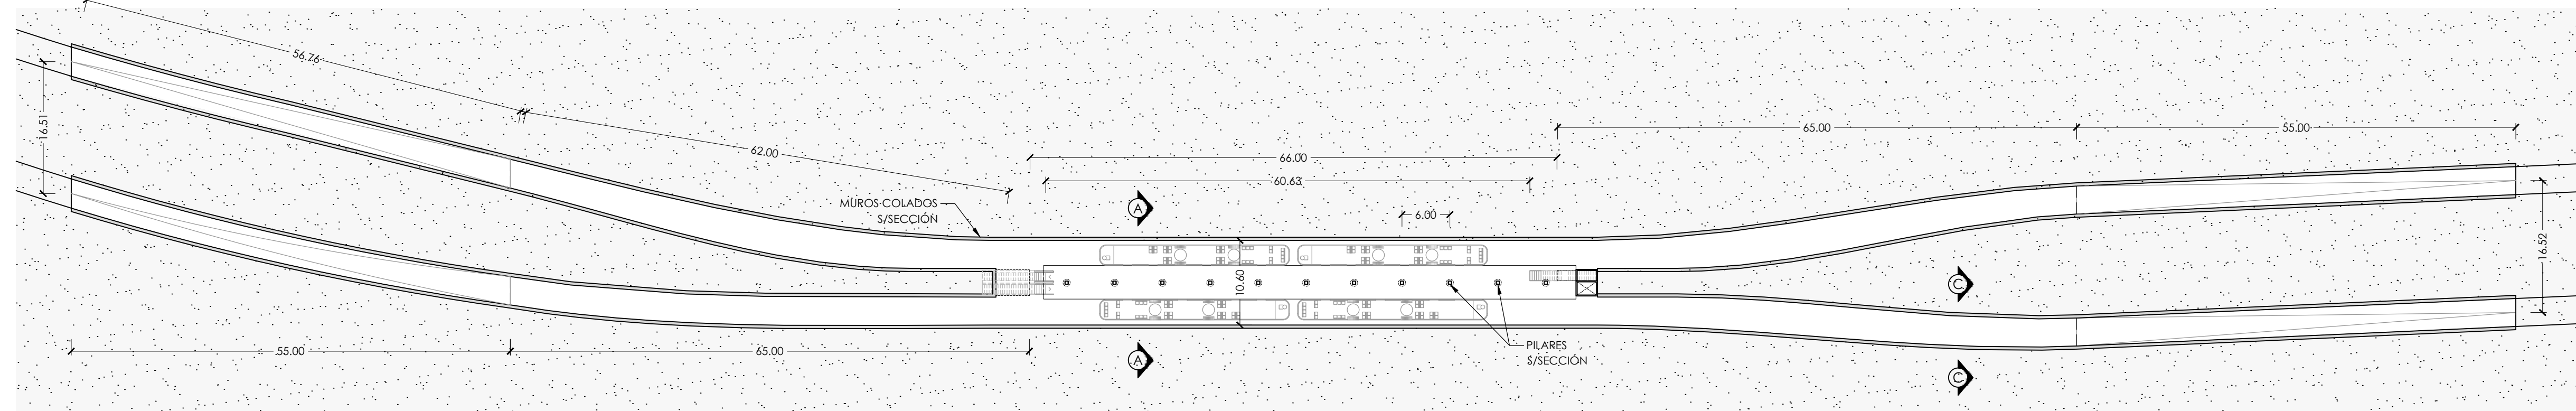 56.76
16.51
62.00
65.00
55.00
66.00
60.63
MUROS COLADOS
S/SECCIÓN
A
6.00
10.60
16.52
C
55.00
65.00
A
PILARES
S/SECCIÓN
C